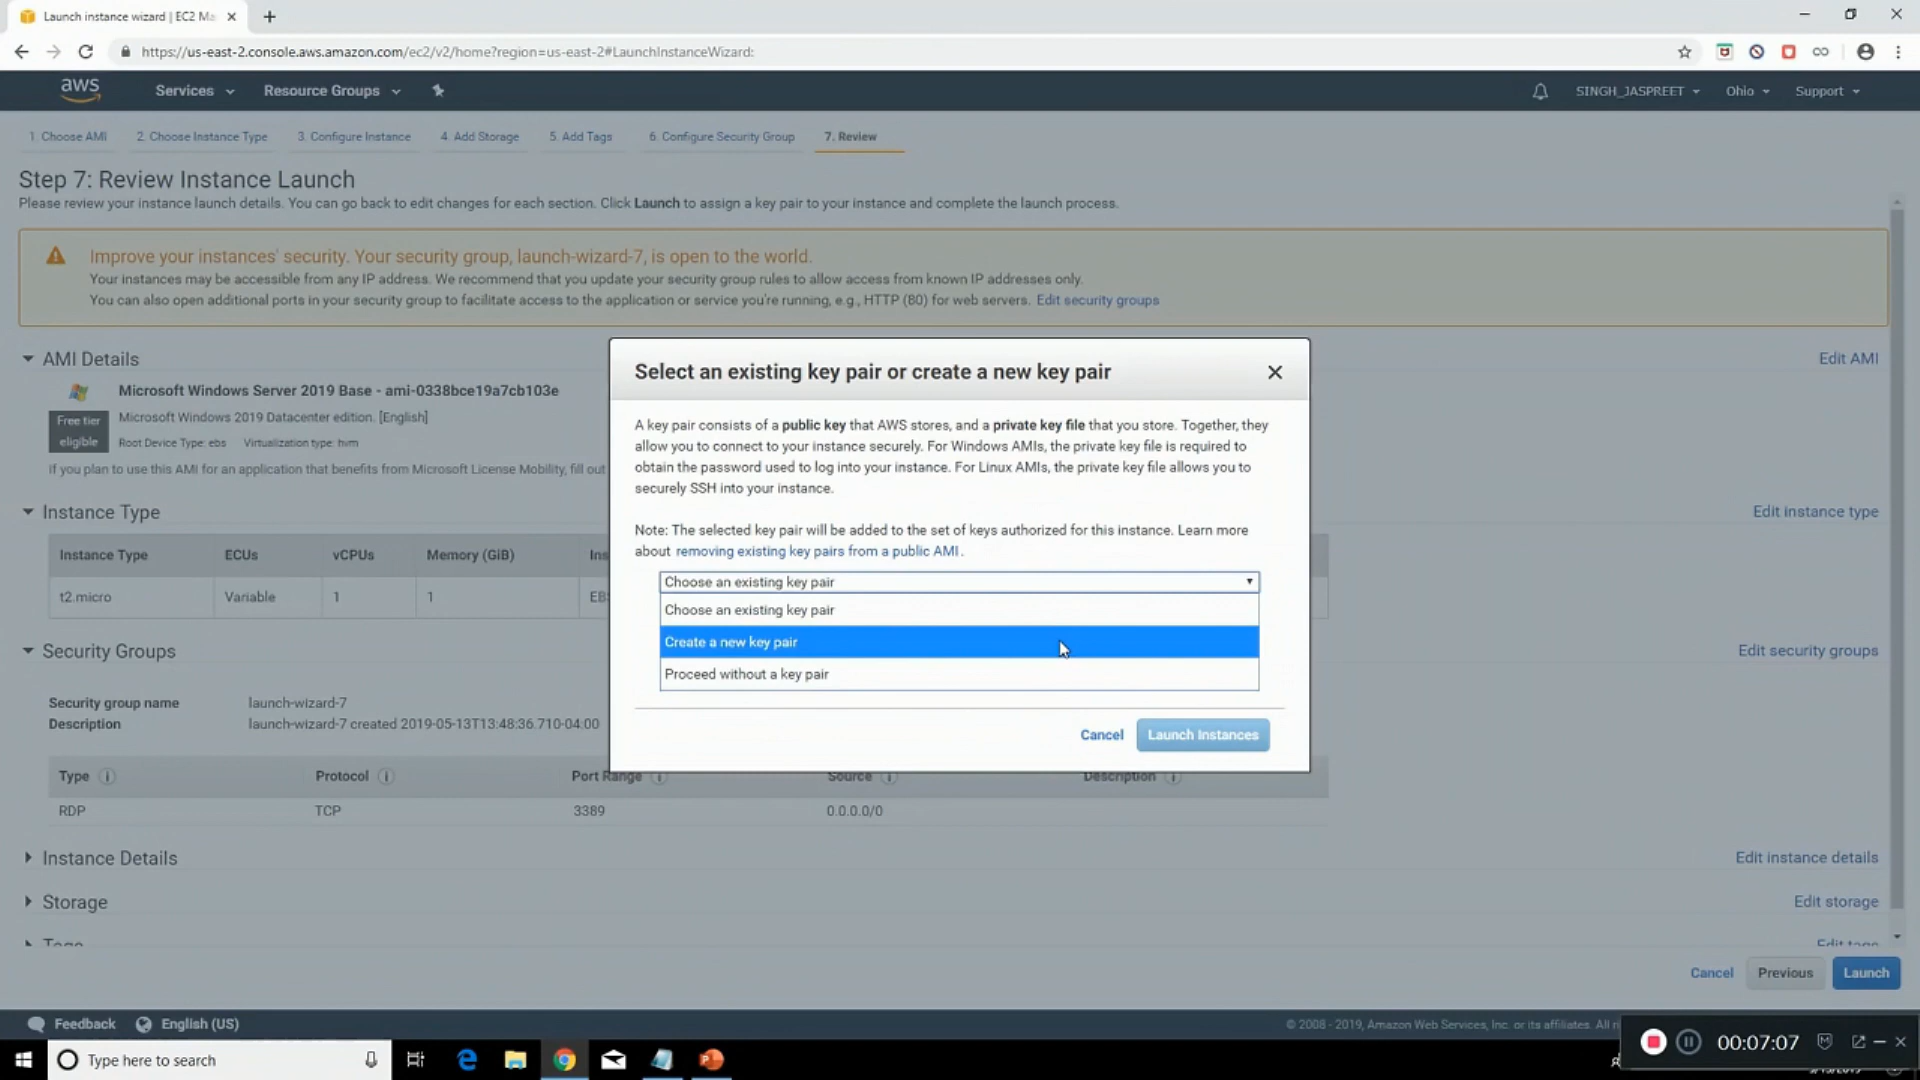 Launch instance wizard | EC2 Ma
https://us-east-2.console.aws.amazon.com/ec2/v2/home?region=us-east-2#LaunchInstanceWizard:
aws Services Resource Groups SINGH_JASPREET Ohio Support
1. Choose AMI 2. Choose Instance Type 3. Configure Instance 4. Add Storage 5. Add Tags 6. Configure Security Group 7. Review
Step 7: Review Instance Launch
Please review your instance launch details. You can go back to edit changes for each section. Click Launch to assign a key pair to your instance and complete the launch process.
Improve your instances' security. Your security group, launch-wizard-7, is open to the world.
Your instances may be accessible from any IP address. We recommend that you update your security group rules to allow access from known IP addresses only.
You can also open additional ports in your security group to facilitate access to the application or service you're running, e.g., HTTP (80) for web servers. Edit security groups
AMI Details Edit AMI
Microsoft Windows Server 2019 Base - ami-0338bce19a7cb103e
Free tier eligible
Microsoft Windows 2019 Datacenter edition. [English]
Root Device Type: ebs Virtualization type: hvm
If you plan to use this AMI for an application that benefits from Microsoft License Mobility, fill out
Instance Type Edit instance type
Instance Type ECUs vCPUs Memory (GiB) Ins
t2.micro Variable 1 1 EBS
Security Groups Edit security groups
Security group name launch-wizard-7
Description launch-wizard-7 created 2019-05-13T13:48:36.710-04:00
Type Protocol Port Range Source Description
RDP TCP 3389 0.0.0.0/0
Instance Details Edit instance details
Storage Edit storage
Tags Edit tags
Cancel Previous Launch
Select an existing key pair or create a new key pair
A key pair consists of a public key that AWS stores, and a private key file that you store. Together, they
allow you to connect to your instance securely. For Windows AMIs, the private key file is required to
obtain the password used to log into your instance. For Linux AMIs, the private key file allows you to
securely SSH into your instance.
Note: The selected key pair will be added to the set of keys authorized for this instance. Learn more
about removing existing key pairs from a public AMI.
Choose an existing key pair
Choose an existing key pair
Create a new key pair
Proceed without a key pair
Cancel Launch Instances
Feedback English (US) © 2008 - 2019, Amazon Web Services, Inc. or its affiliates. All
Type here to search
00:07:07